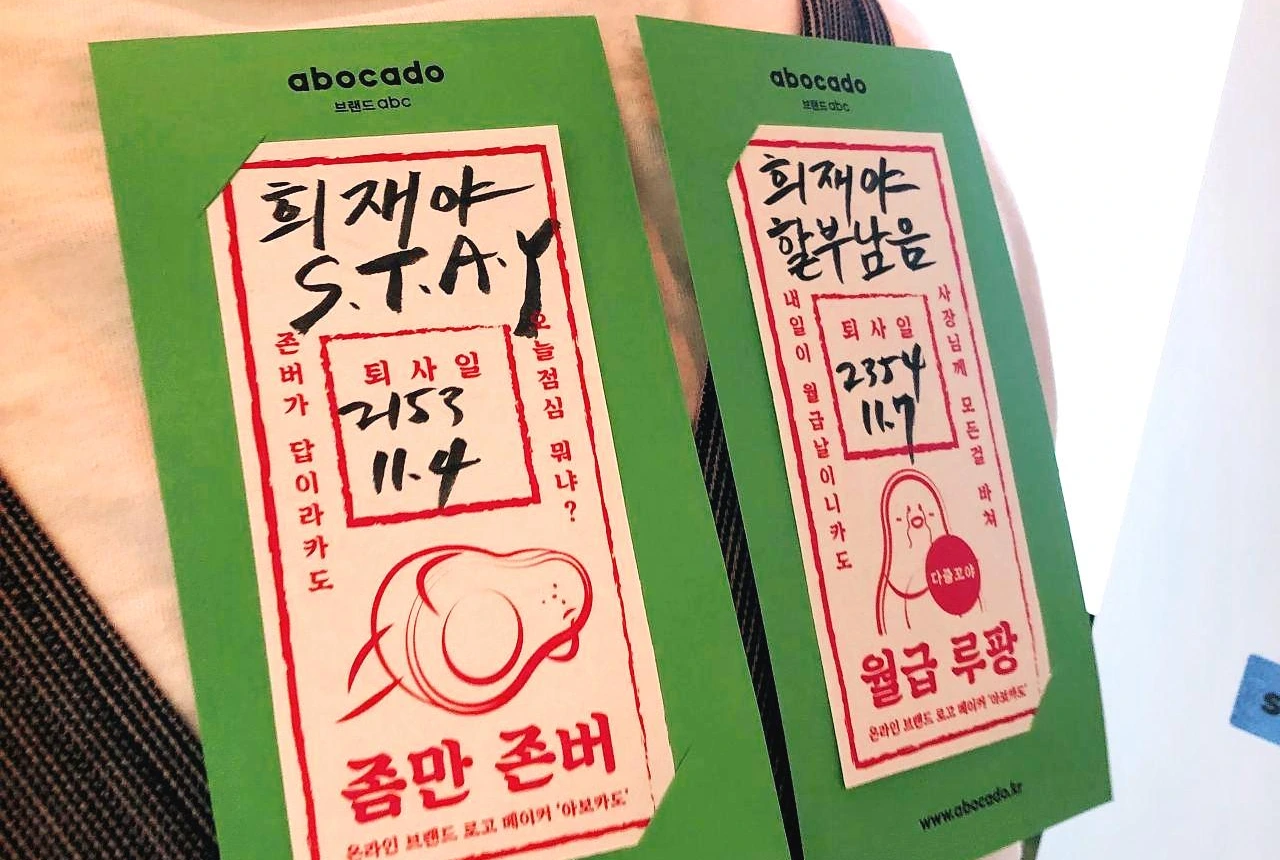 abocado
브랜드abc
희재야
S.T.A.Y
존버가 답이라카도
퇴사일
2153
11.4
오늘점심 뭐냐?
좀만 존버
온라인 브랜드 로고 메이커 '아보카도'
abocado
브랜드abc
희재야
할부남음
내일이 월급날이니카도
퇴사일
2354
11.7
사장님께 모든걸 바쳐
다를꼬야
월급 루팡
온라인 브랜드 로고 메이커 '아보카도'
www.abocado.kr
S